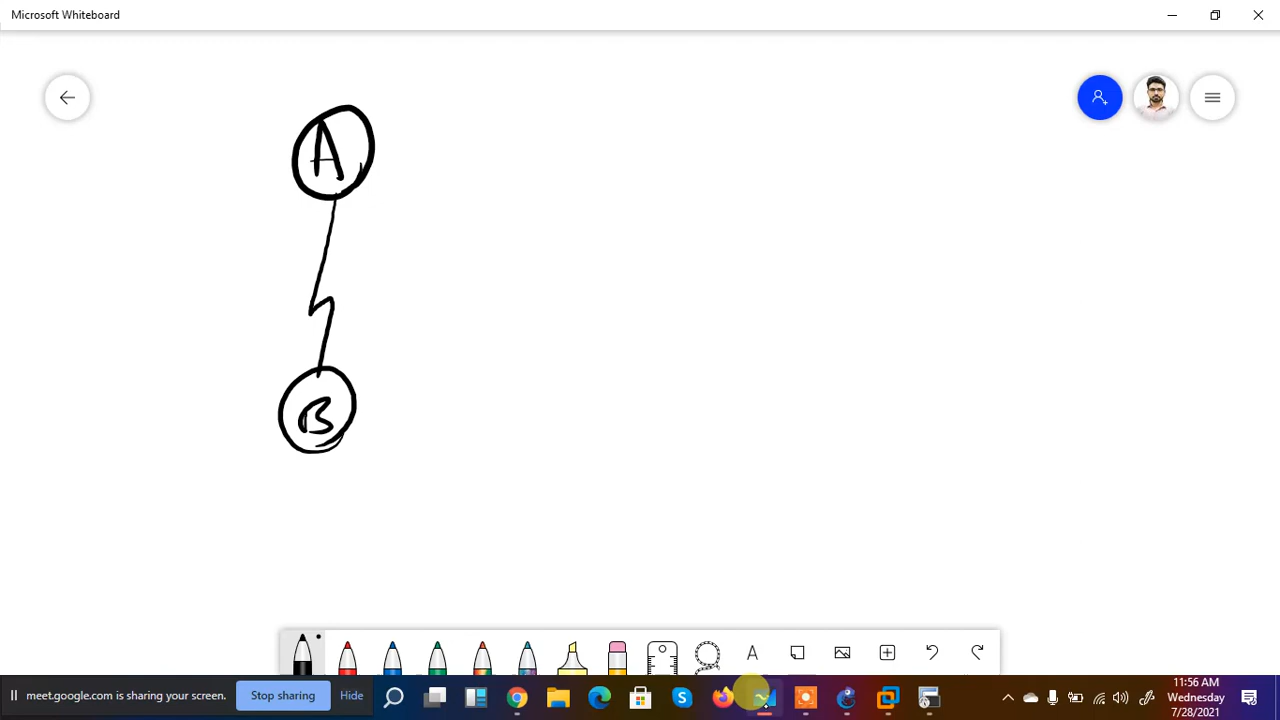 Microsoft Whiteboard
A
B
A
meet.google.com is sharing your screen.
Stop sharing
Hide
11:56 AM
Wednesday
7/28/2021